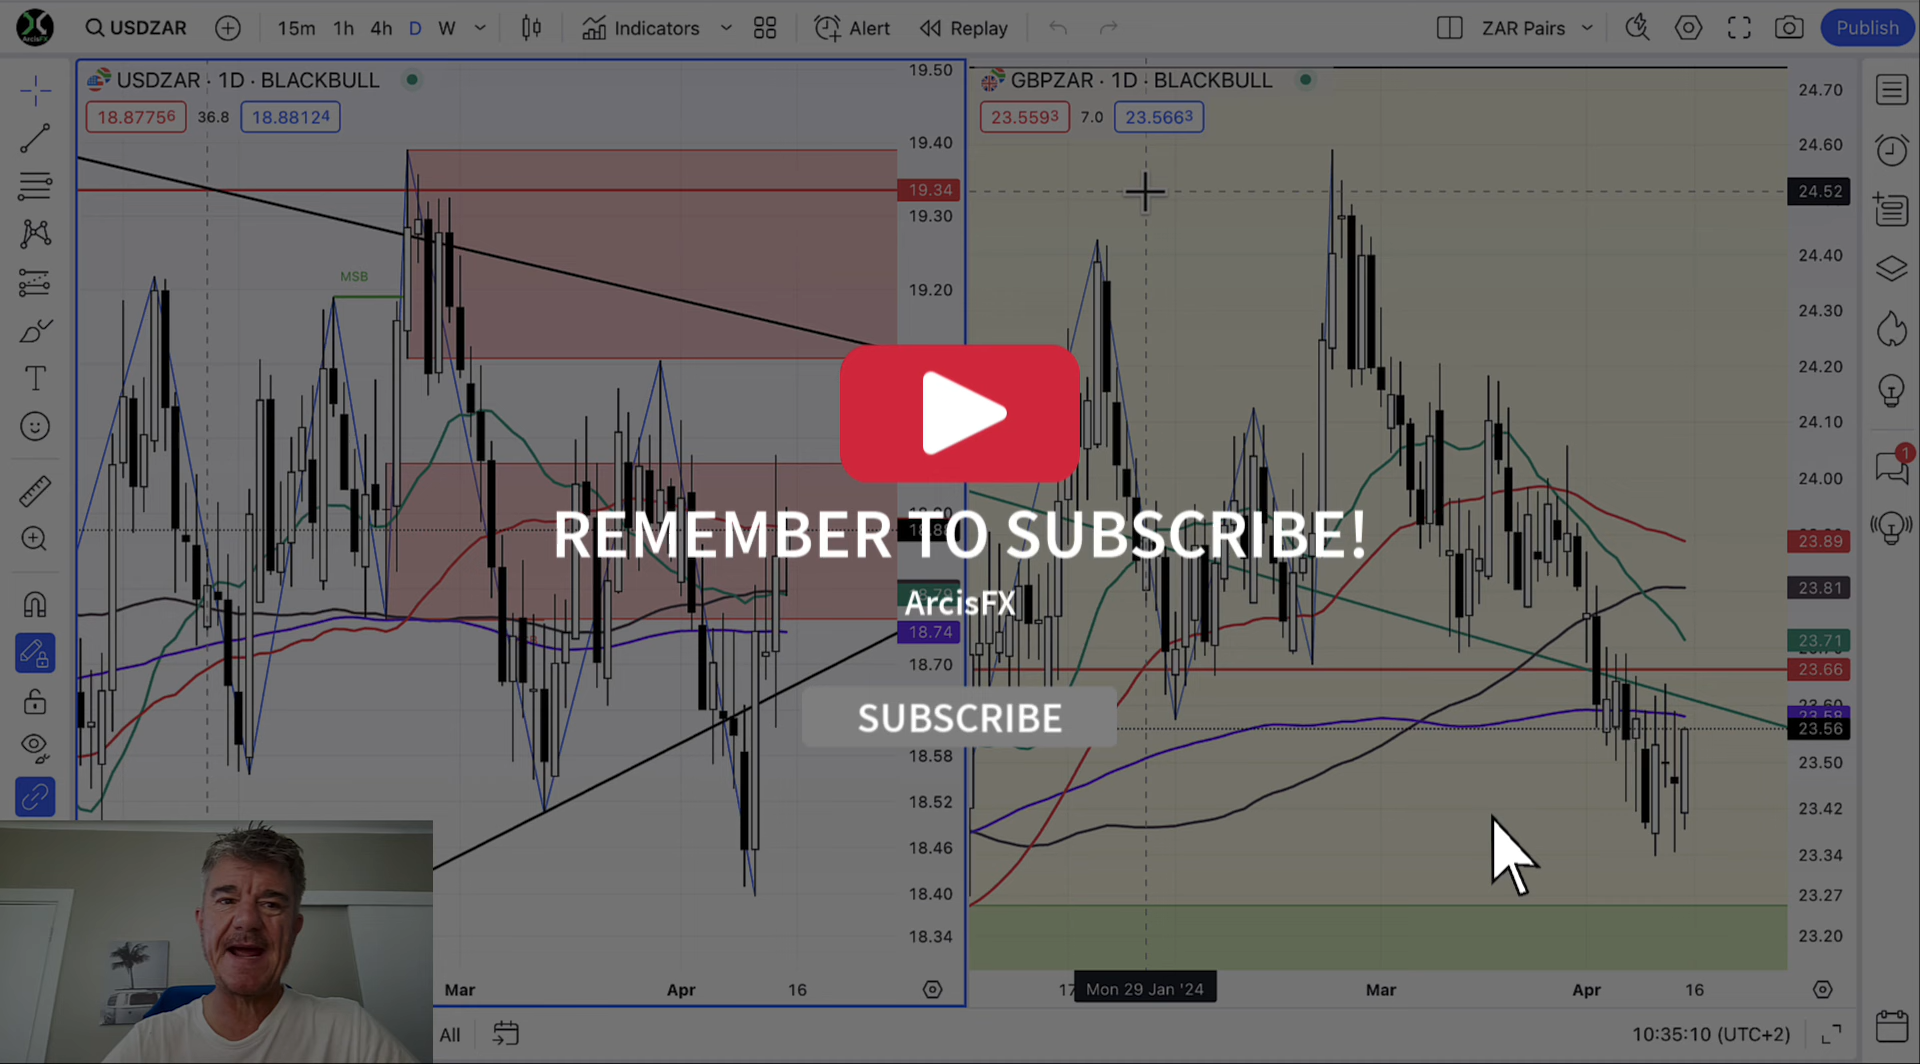 ArcisFX
USDZAR
15m 1h 4h D W
Indicators
Alert
Replay
ZAR Pairs
Publish
USDZAR · 1D · BLACKBULL
18.87756 36.8 18.88124
MSB
19.50
19.40
19.34
19.30
19.20
18.74
18.70
18.58
18.52
18.46
18.40
18.34
Mar Apr 16
GBPZAR · 1D · BLACKBULL
23.5593 7.0 23.5663
24.70
24.60
24.52
24.40
24.30
24.20
24.10
24.00
23.89
23.81
23.71
23.66
23.56
23.50
23.42
23.34
23.27
23.20
17 Mon 29 Jan '24 Mar Apr 16
REMEMBER TO SUBSCRIBE!
ArcisFX
SUBSCRIBE
1
All
10:35:10 (UTC+2)